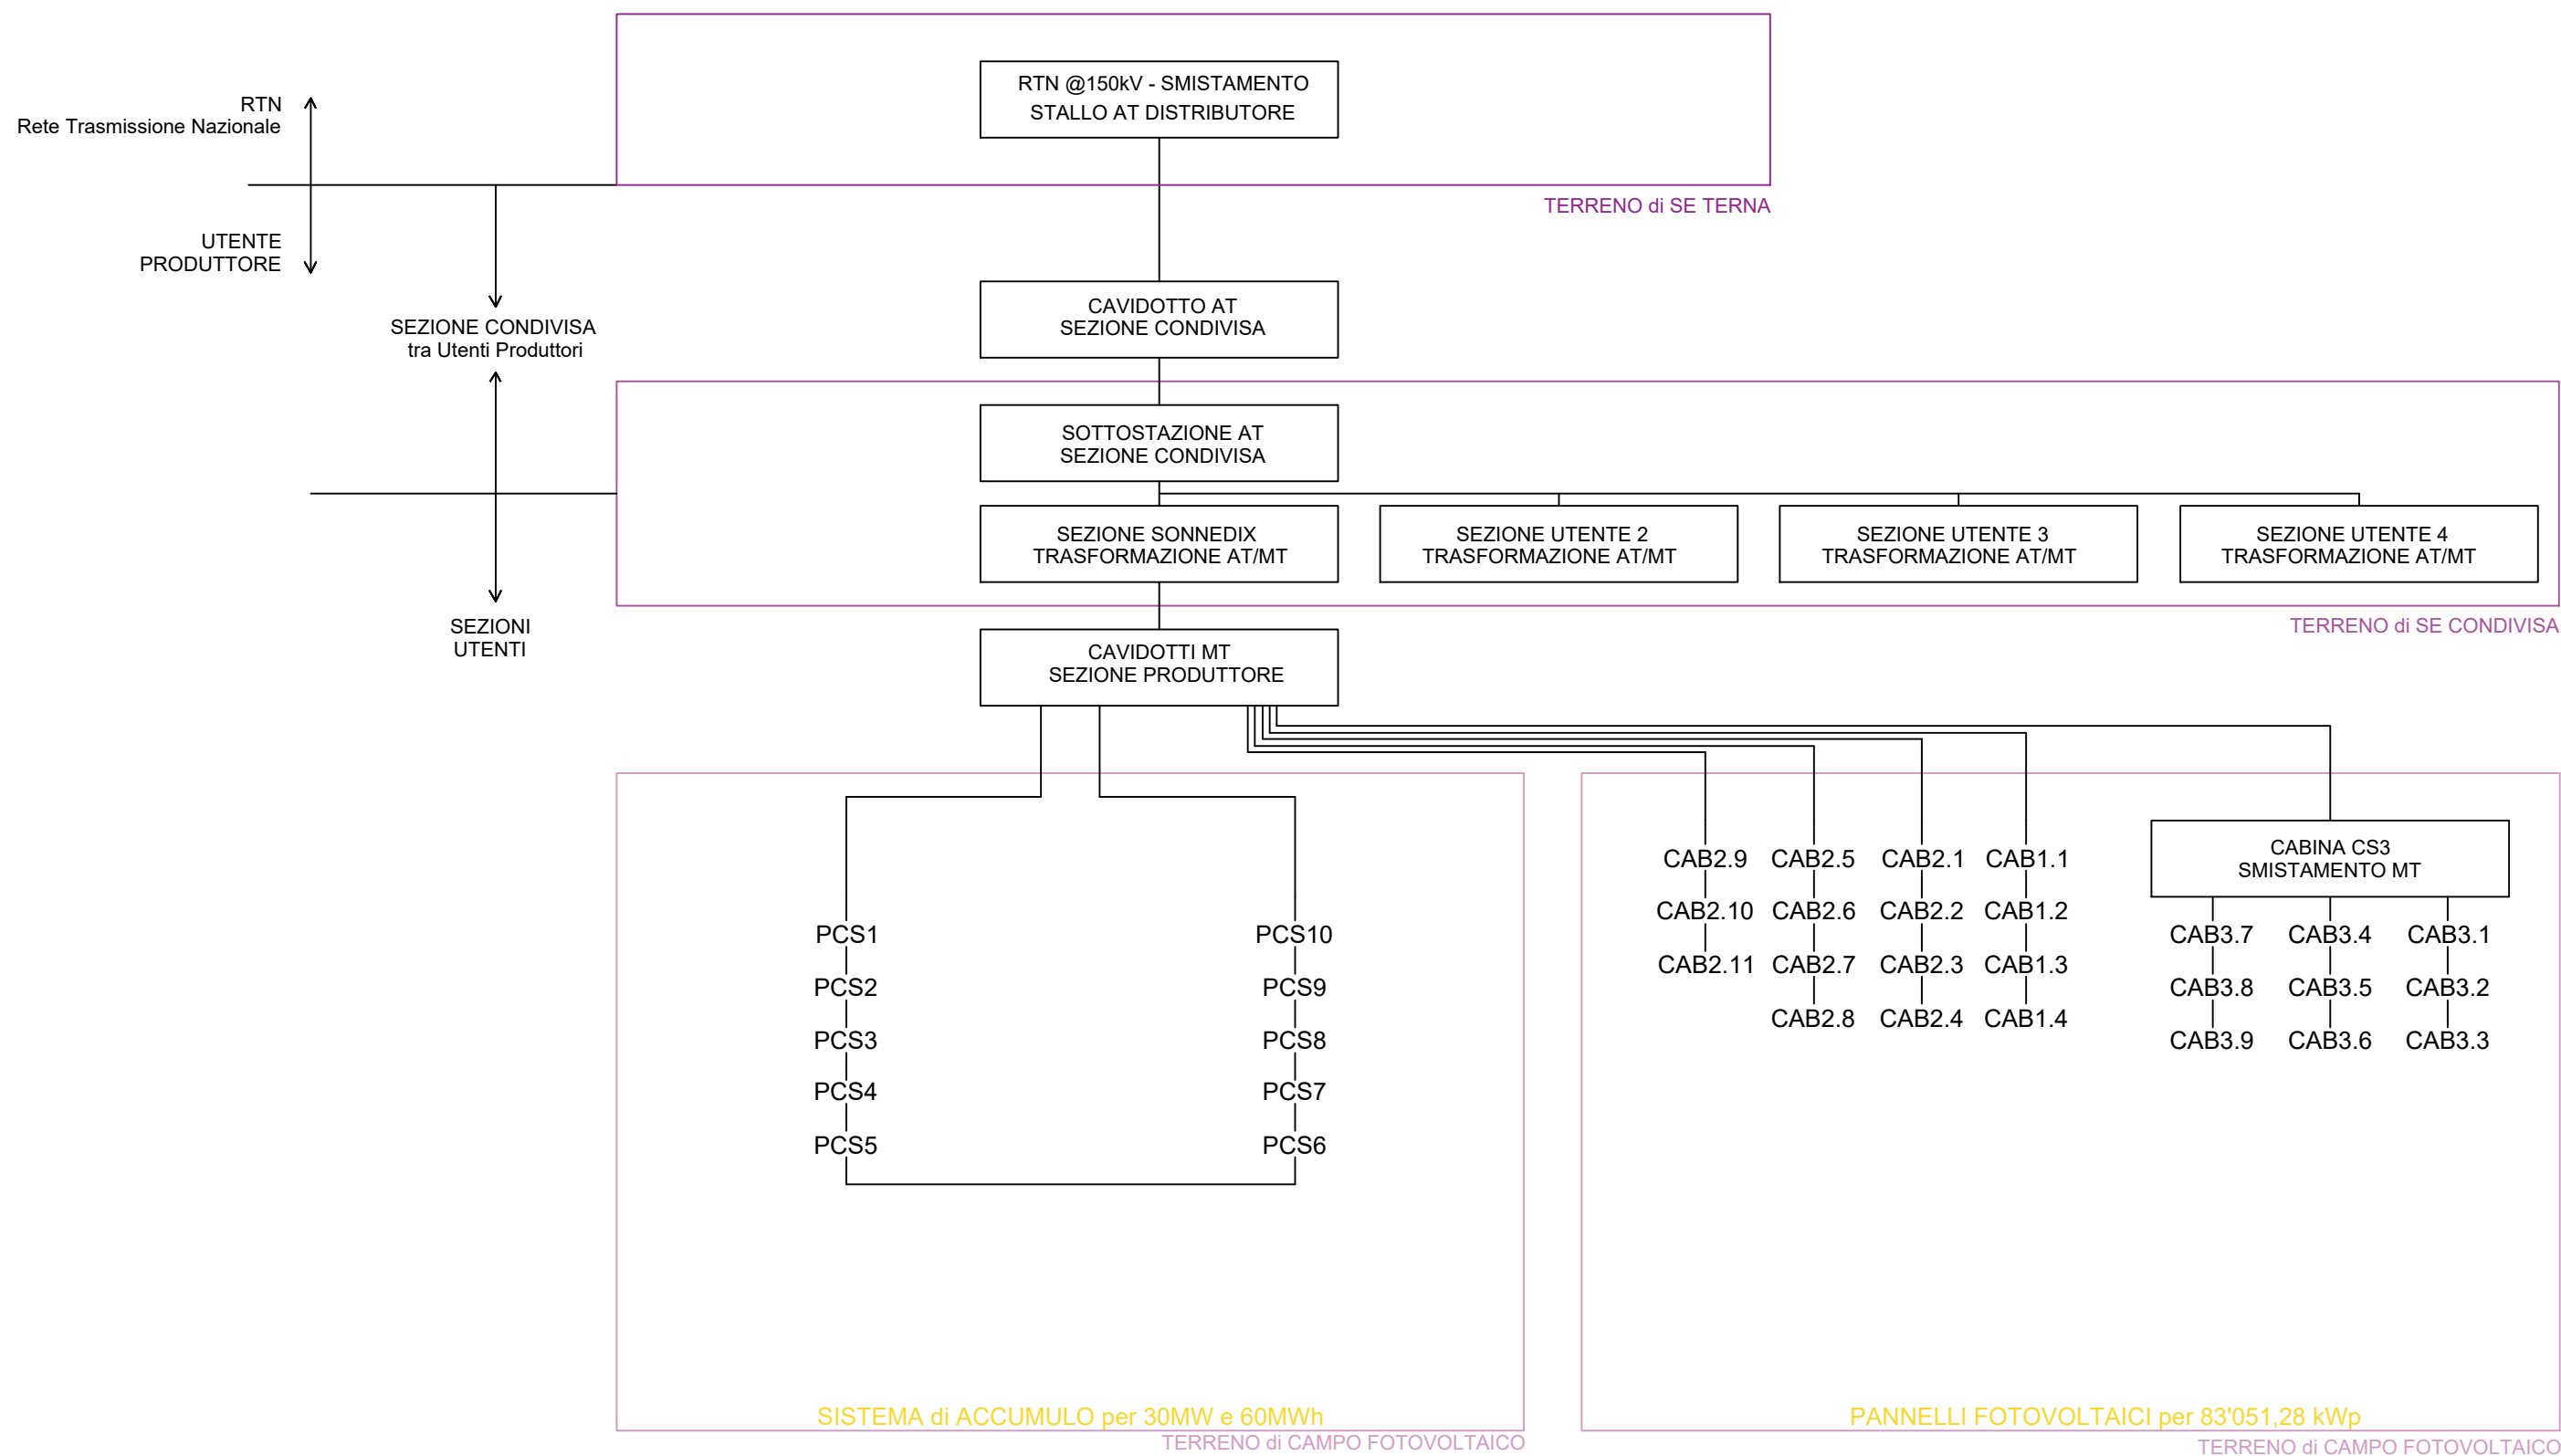 RTN @150kV - SMISTAMENTO
STALLO AT DISTRIBUTORE
RTN
Rete Trasmissione Nazionale
TERRENO di SE TERNA
UTENTE
PRODUTTORE
CAVIDOTTO AT
SEZIONE CONDIVISA
SEZIONE CONDIVISA
tra Utenti Produttori
SOTTOSTAZIONE AT
SEZIONE CONDIVISA
SEZIONE SONNEDIX
TRASFORMAZIONE AT/MT
SEZIONE UTENTE 2
TRASFORMAZIONE AT/MT
SEZIONE UTENTE 3
TRASFORMAZIONE AT/MT
SEZIONE UTENTE 4
TRASFORMAZIONE AT/MT
TERRENO di SE CONDIVISA
SEZIONI
UTENTI
CAVIDOTTI MT
SEZIONE PRODUTTORE
PCS1
PCS2
PCS3
PCS4
PCS5
PCS10
PCS9
PCS8
PCS7
PCS6
SISTEMA di ACCUMULO per 30MW e 60MWh
TERRENO di CAMPO FOTOVOLTAICO
CAB2.9
CAB2.10
CAB2.11
CAB2.5
CAB2.6
CAB2.7
CAB2.8
CAB2.1
CAB2.2
CAB2.3
CAB2.4
CAB1.1
CAB1.2
CAB1.3
CAB1.4
CABINA CS3
SMISTAMENTO MT
CAB3.7
CAB3.8
CAB3.9
CAB3.4
CAB3.5
CAB3.6
CAB3.1
CAB3.2
CAB3.3
PANNELLI FOTOVOLTAICI per 83'051,28 kWp
TERRENO di CAMPO FOTOVOLTAICO